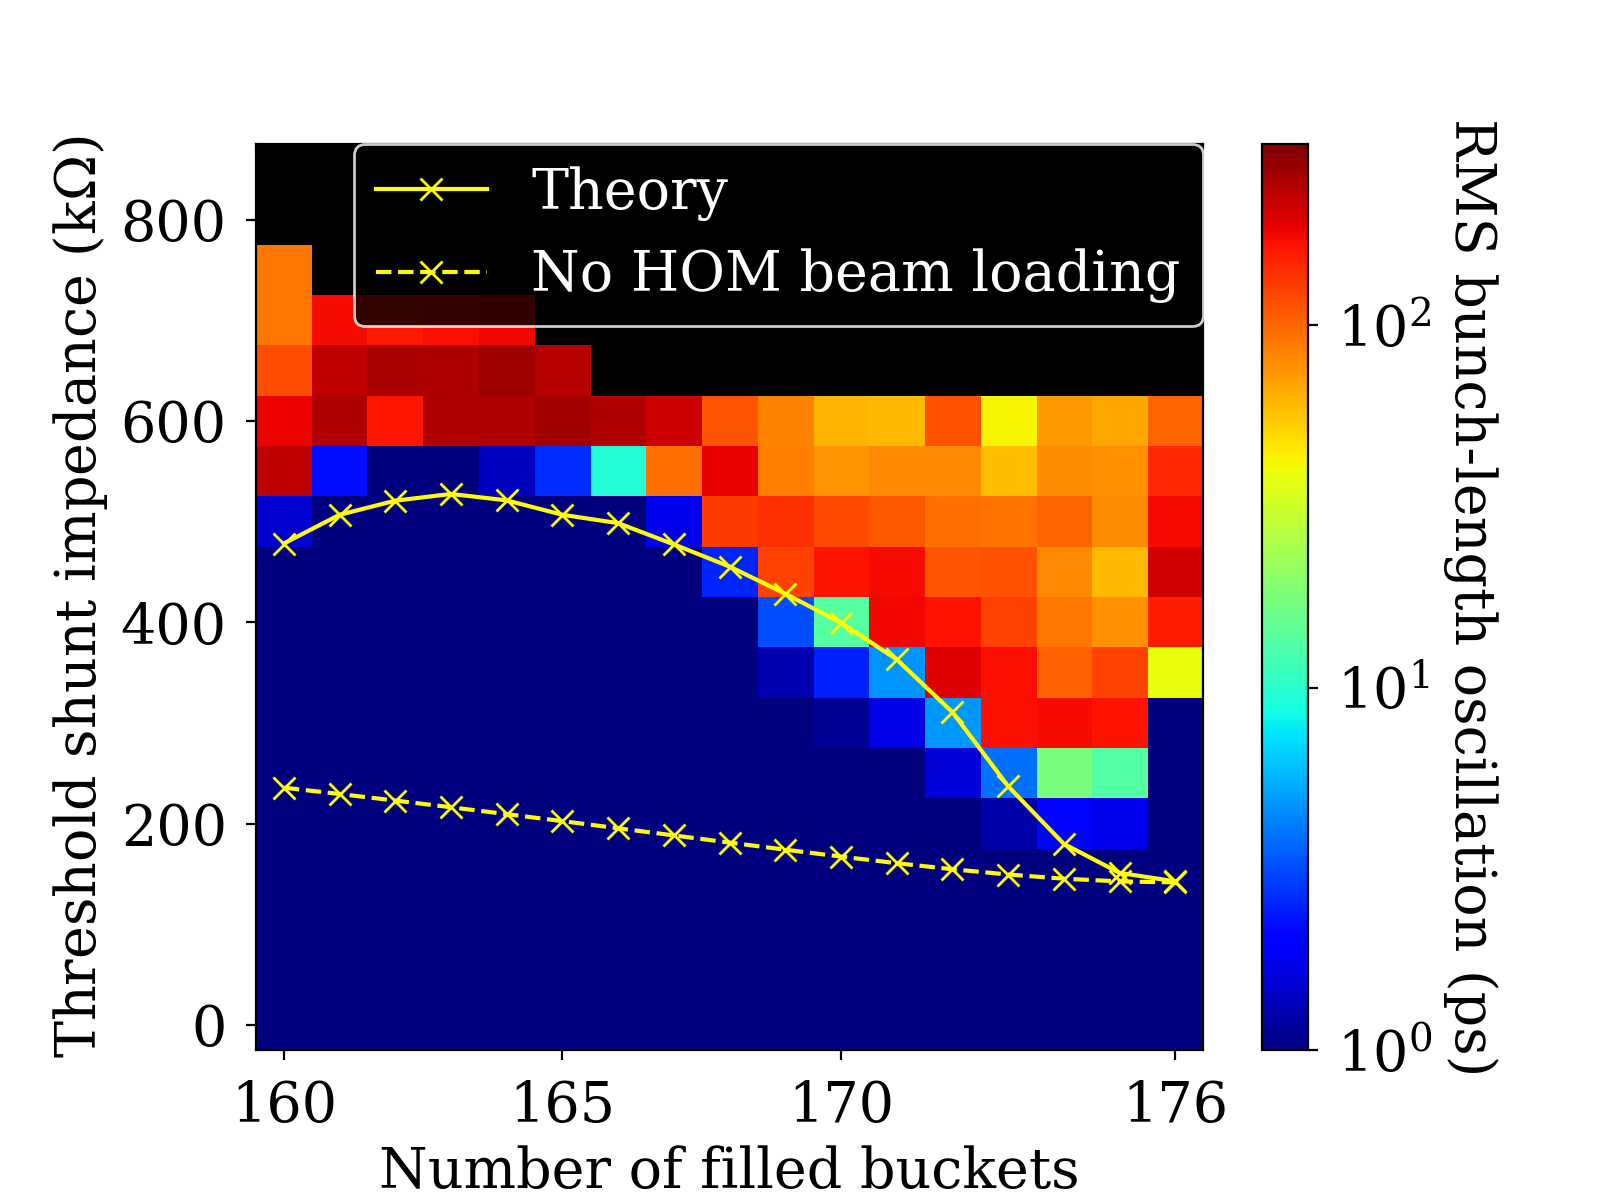 Threshold shunt impedance (kΩ)
800
600
400
200
0
Theory
No HOM beam loading
160
165
170
176
Number of filled buckets
10²
10¹
10⁰
RMS bunch-length oscillation (ps)